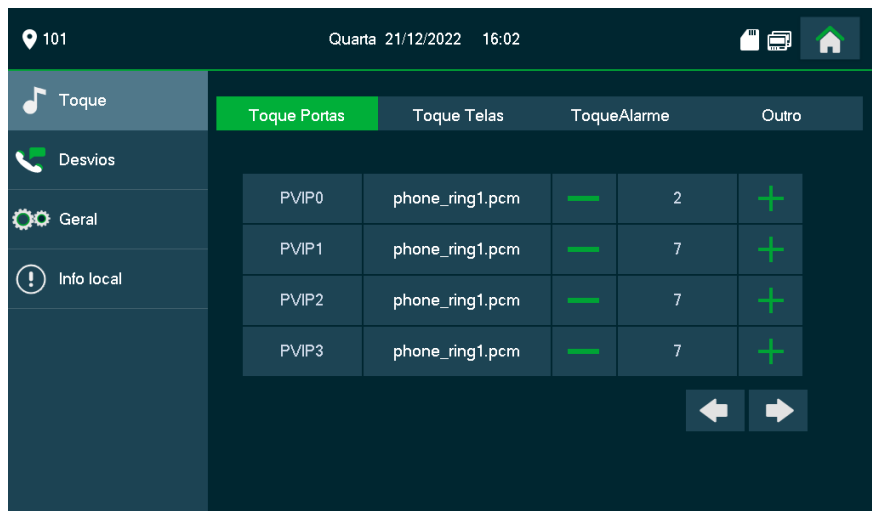 101
Quarta 21/12/2022 16:02
Toque
Desvios
Geral
Info local
Toque Portas Toque Telas ToqueAlarme Outro
PVIP0 phone_ring1.pcm 2
PVIP1 phone_ring1.pcm 7
PVIP2 phone_ring1.pcm 7
PVIP3 phone_ring1.pcm 7